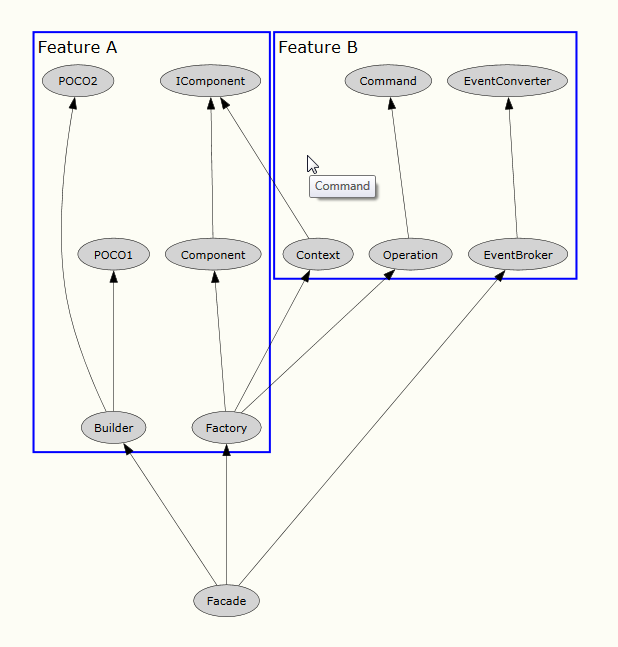 Feature A
Feature B
POCO2
IComponent
Command
EventConverter
Command
POCO1
Component
Context
Operation
EventBroker
Builder
Factory
Facade